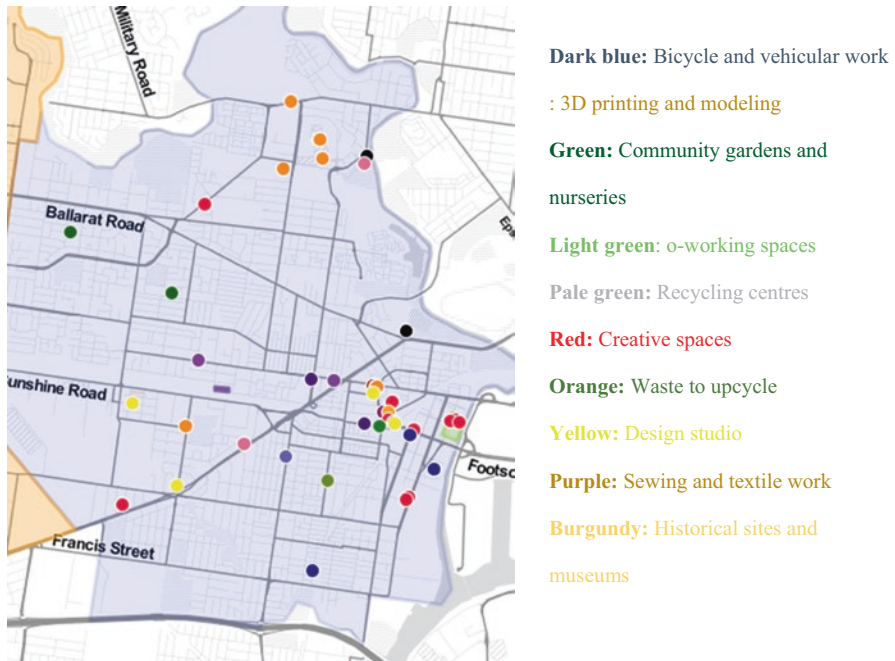 Military Road
Dark blue: Bicycle and vehicular work
: 3D printing and modeling
Green: Community gardens and
nurseries
Light green: o-working spaces
Pale green: Recycling centres
Red: Creative spaces
Orange: Waste to upcycle
Yellow: Design studio
Purple: Sewing and textile work
Burgundy: Historical sites and
museums
Ballarat Road
Eps
unshine Road
Footsc
Francis Street